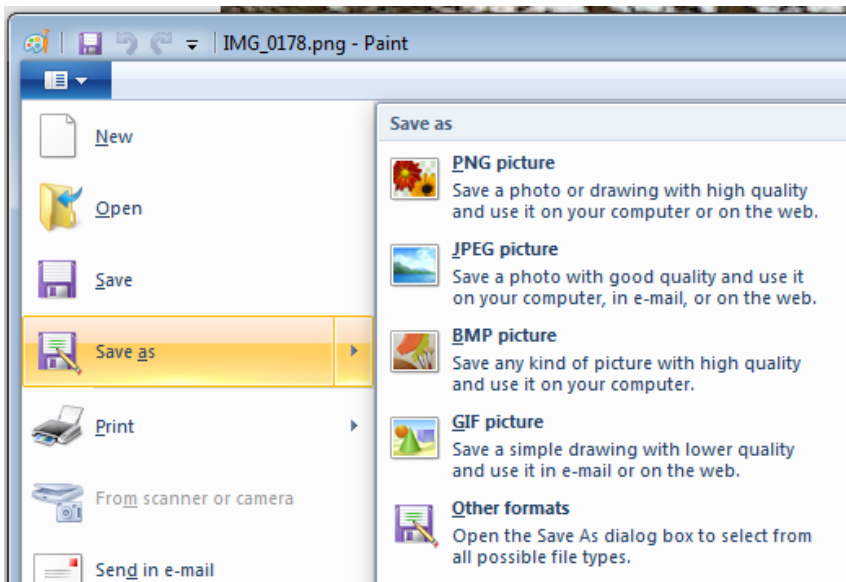 IMG_0178.png - Paint
New
Open
Save
Save as
Print
From scanner or camera
Send in e-mail
Save as
PNG picture
Save a photo or drawing with high quality
and use it on your computer or on the web.
JPEG picture
Save a photo with good quality and use it
on your computer, in e-mail, or on the web.
BMP picture
Save any kind of picture with high quality
and use it on your computer.
GIF picture
Save a simple drawing with lower quality
and use it in e-mail or on the web.
Other formats
Open the Save As dialog box to select from
all possible file types.